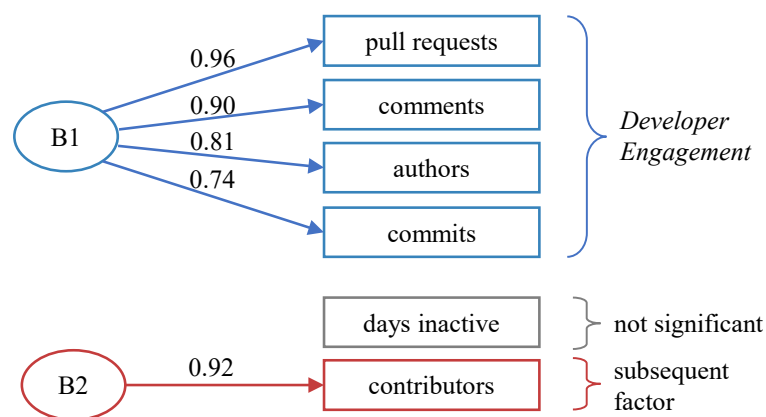 pull requests
0.96
comments
0.90
B1
Developer
Engagement
0.81
authors
0.74
commits
days inactive
not significant
B2
0.92
contributors
subsequent
factor